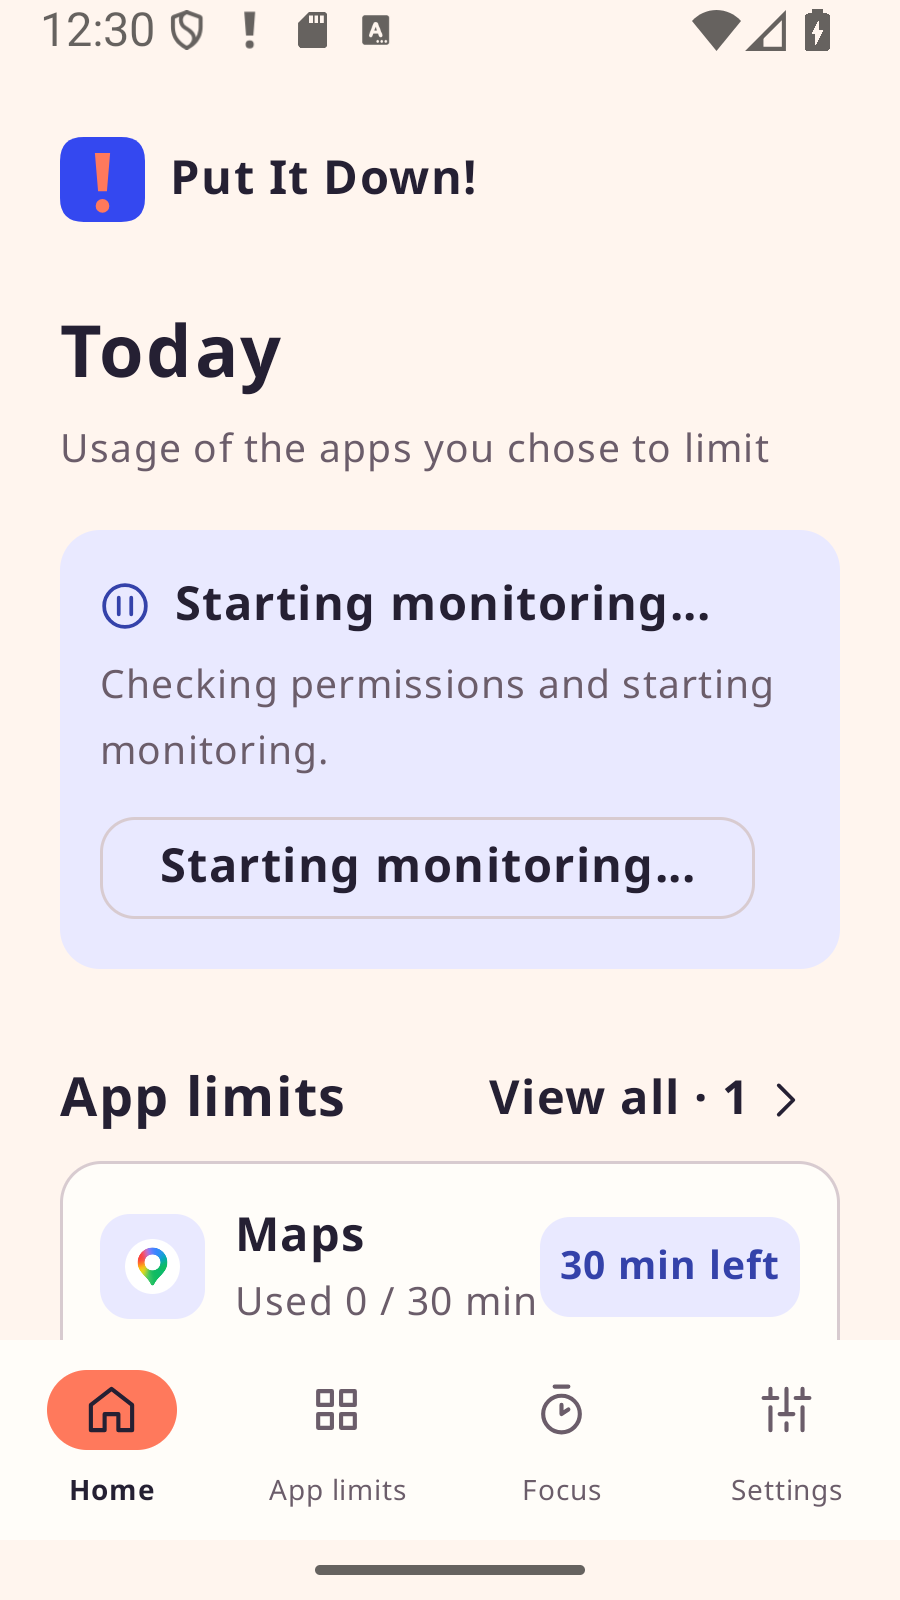 12:30
Put It Down!
Today
Usage of the apps you chose to limit
Starting monitoring...
Checking permissions and starting
monitoring.
Starting monitoring...
App limits
View all · 1
Maps
Used 0 / 30 min
30 min left
Home
App limits
Focus
Settings